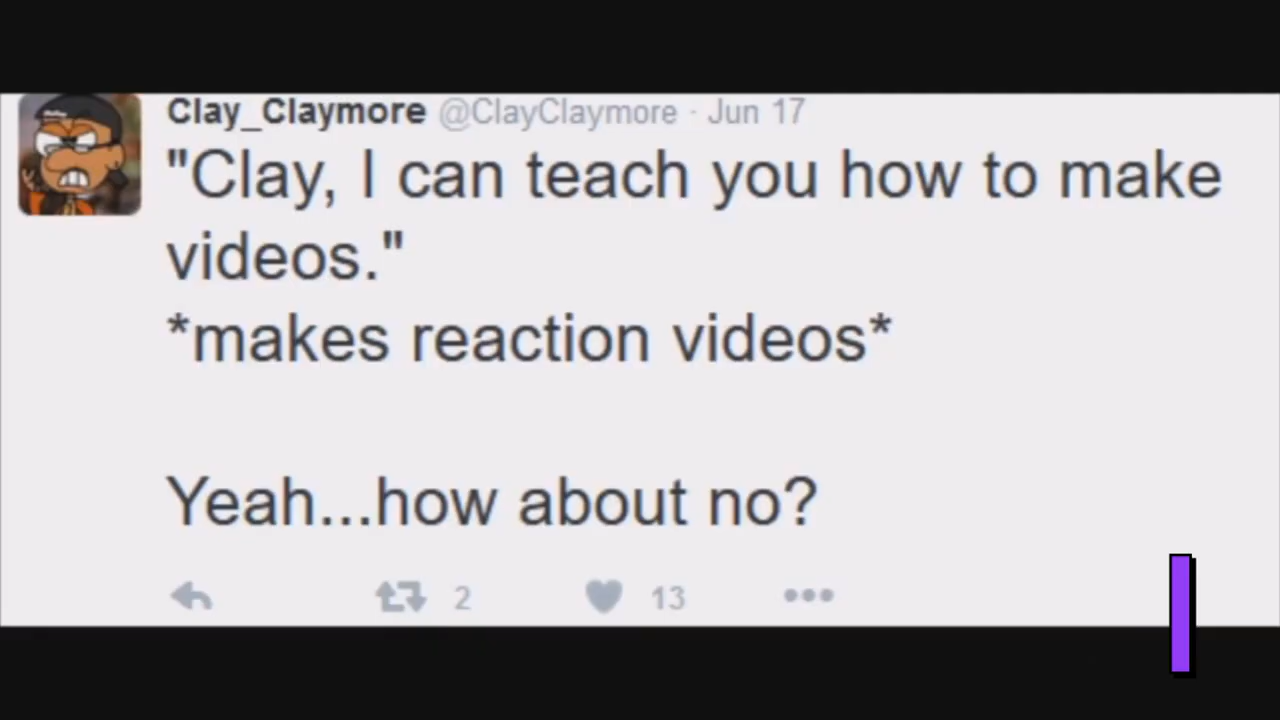 Clay_Claymore @ClayClaymore · Jun 17
"Clay, I can teach you how to make
videos."
*makes reaction videos*
Yeah...how about no?
2 13